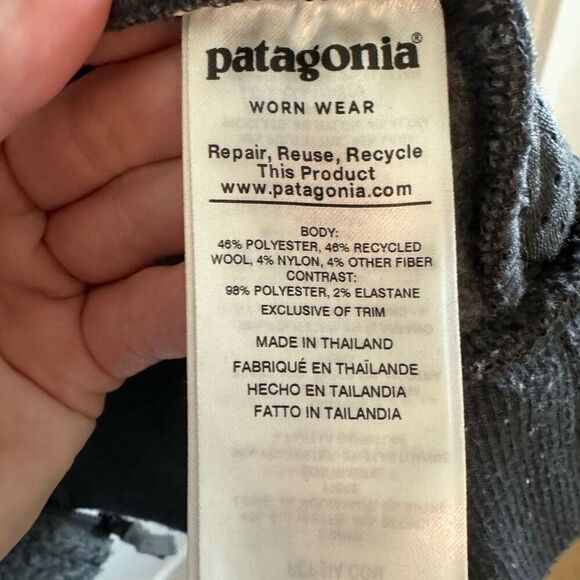 patagonia®
WORN WEAR
Repair, Reuse, Recycle
This Product
www.patagonia.com
BODY:
46% POLYESTER, 46% RECYCLED
WOOL, 4% NYLON, 4% OTHER FIBER
CONTRAST:
98% POLYESTER, 2% ELASTANE
EXCLUSIVE OF TRIM
MADE IN THAILAND
FABRIQUÉ EN THAÏLANDE
HECHO EN TAILANDIA
FATTO IN TAILANDIA